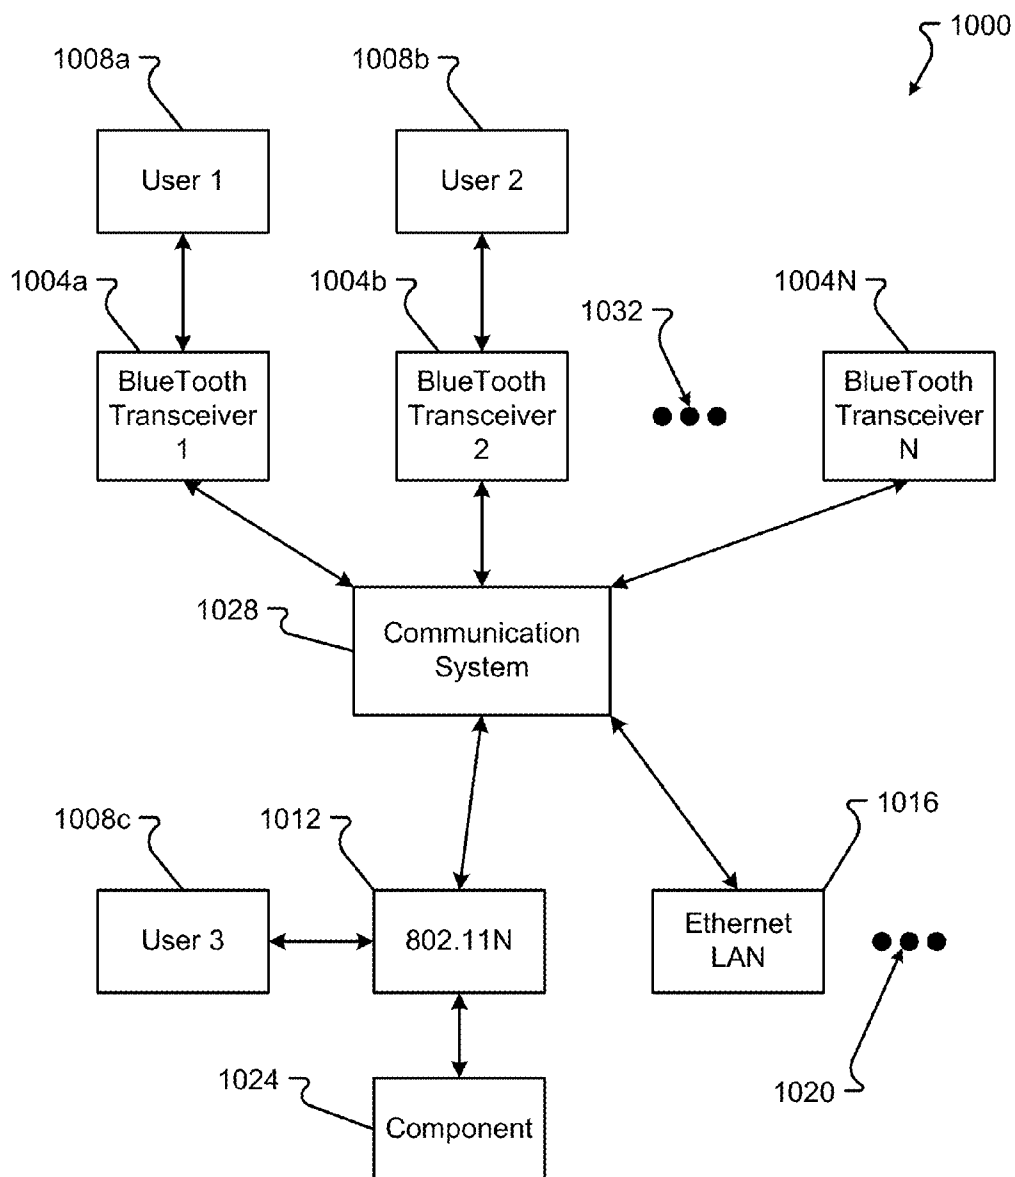 1000
1008a
1008b
User 1
User 2
1004a
1004b
1032
1004N
BlueTooth
Transceiver
1
BlueTooth
Transceiver
2
BlueTooth
Transceiver
N
1028
Communication
System
1008c
1012
1016
User 3
802.11N
Ethernet
LAN
1024
1020
Component